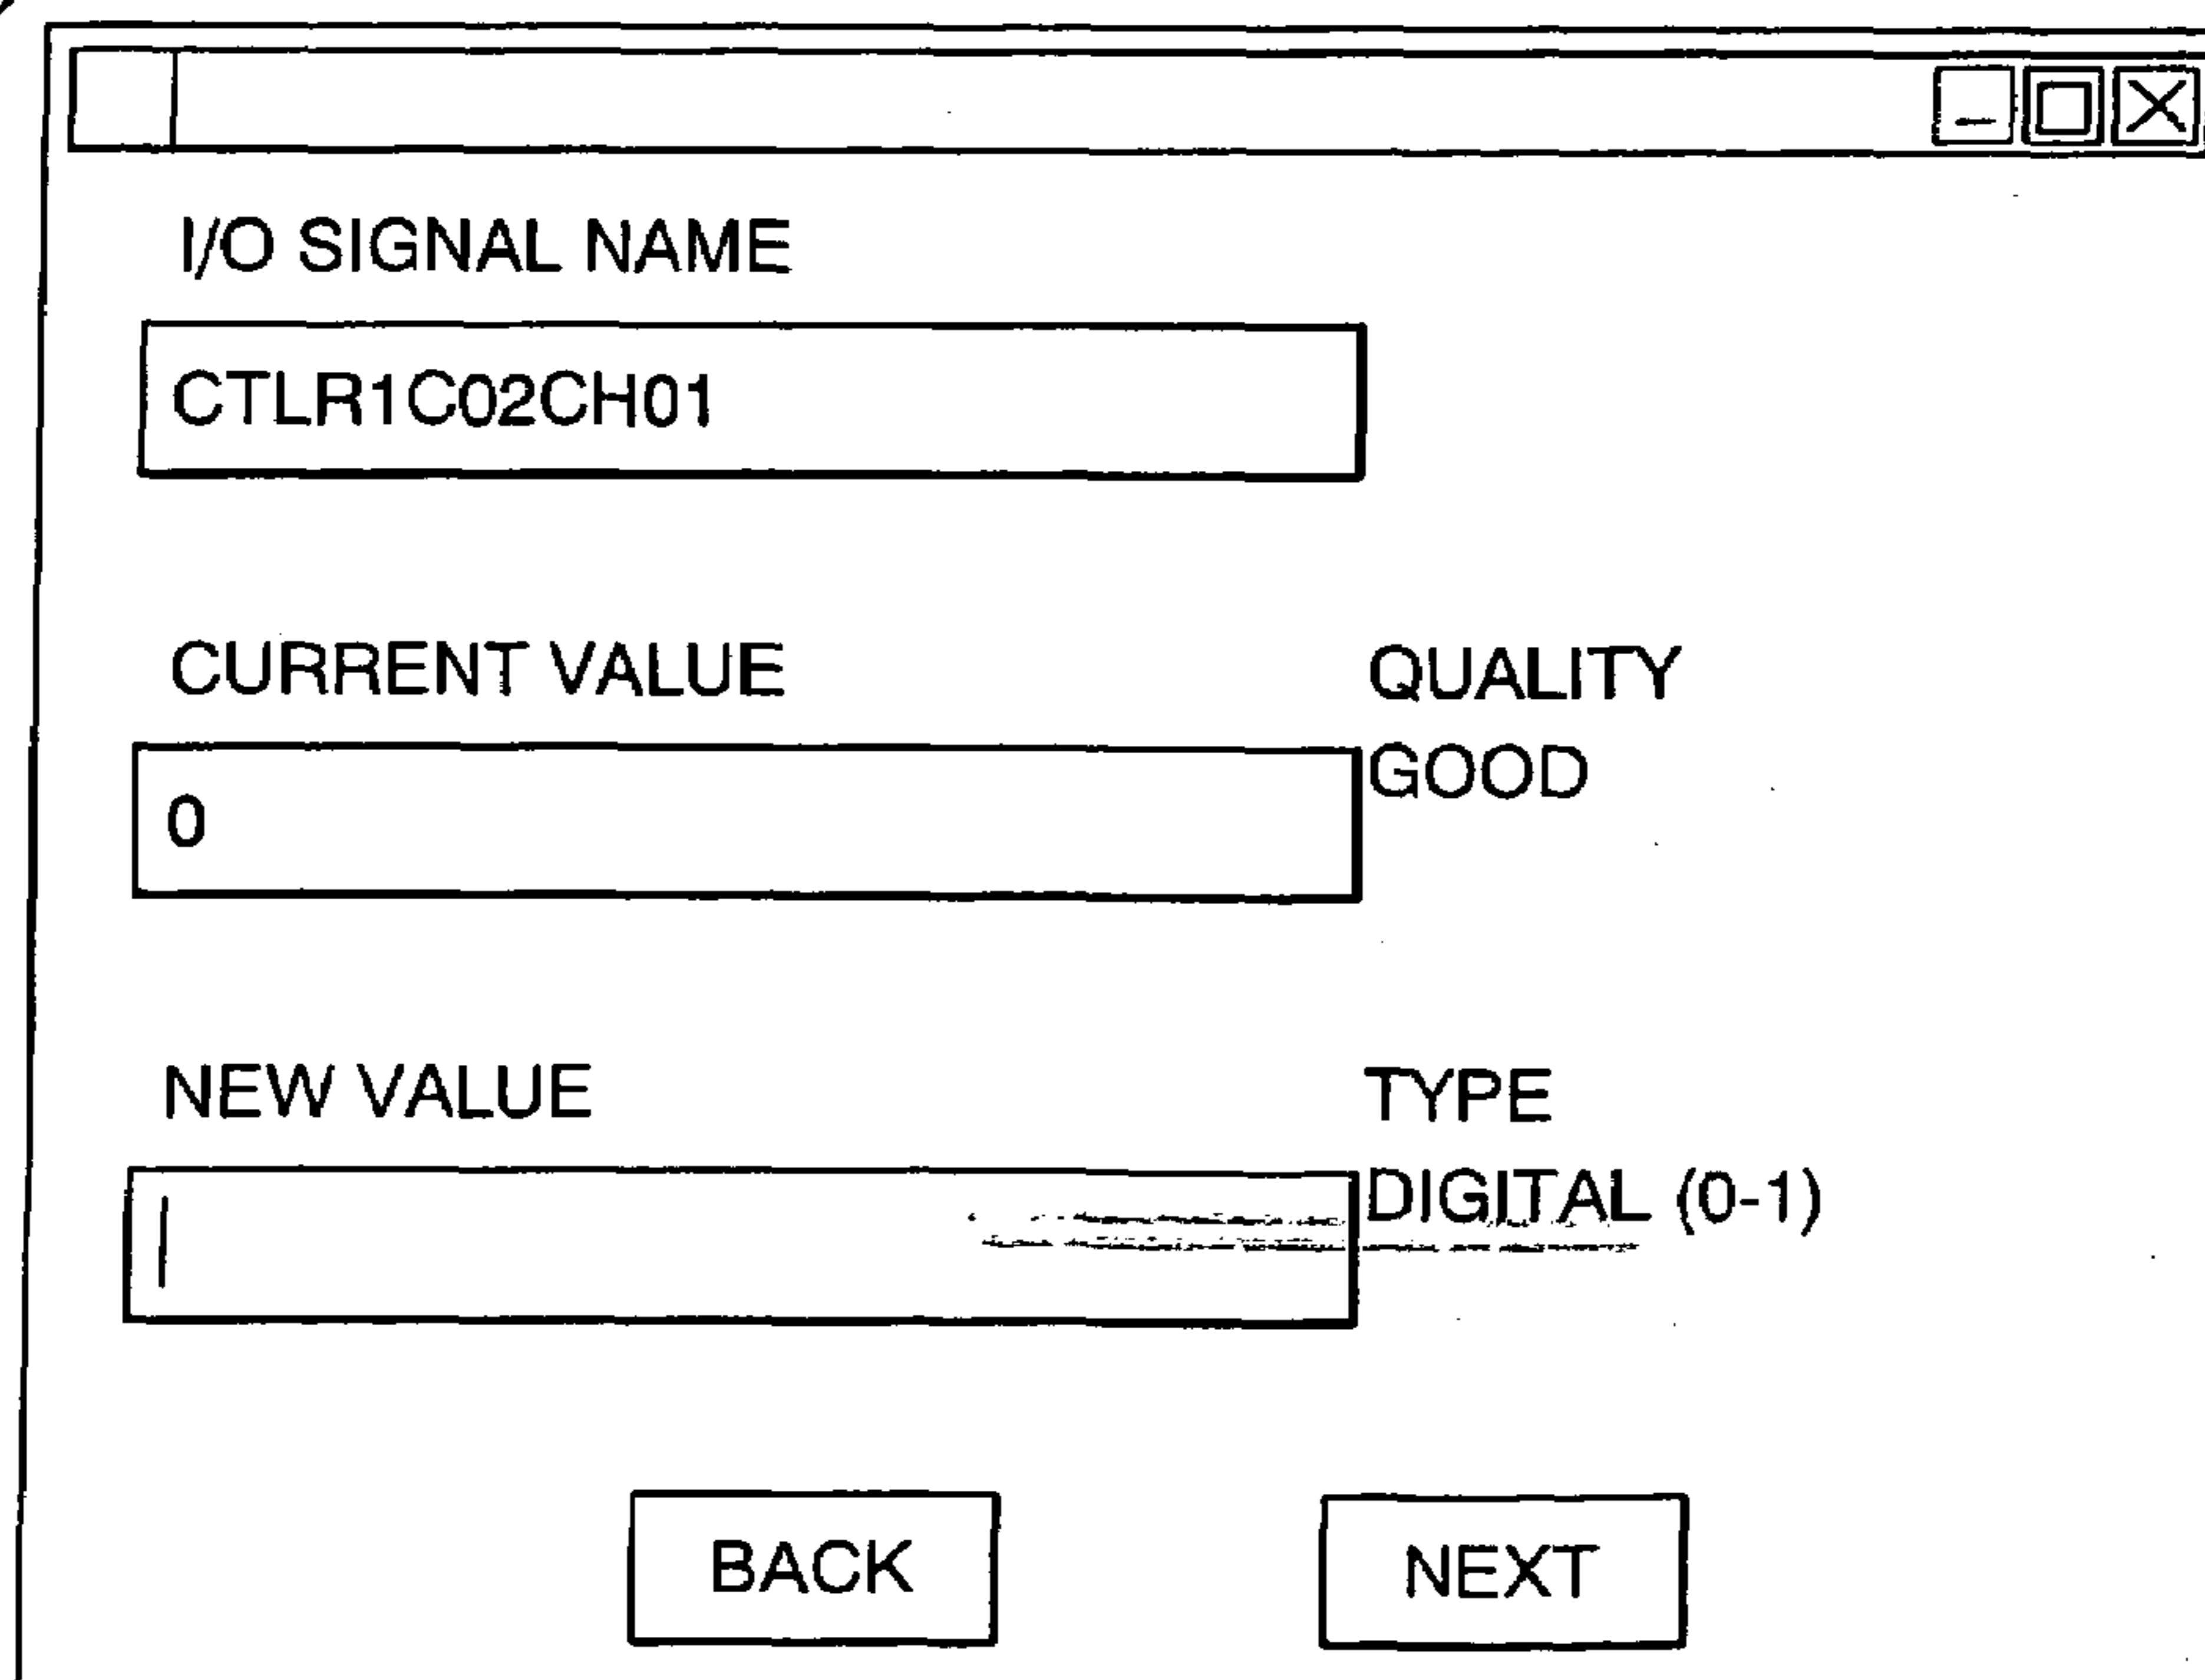 I/O SIGNAL NAME
CTLR1C02CH01
CURRENT VALUE
QUALITY
GOOD
0
NEW VALUE
TYPE
DIGITAL (0-1)
BACK
NEXT